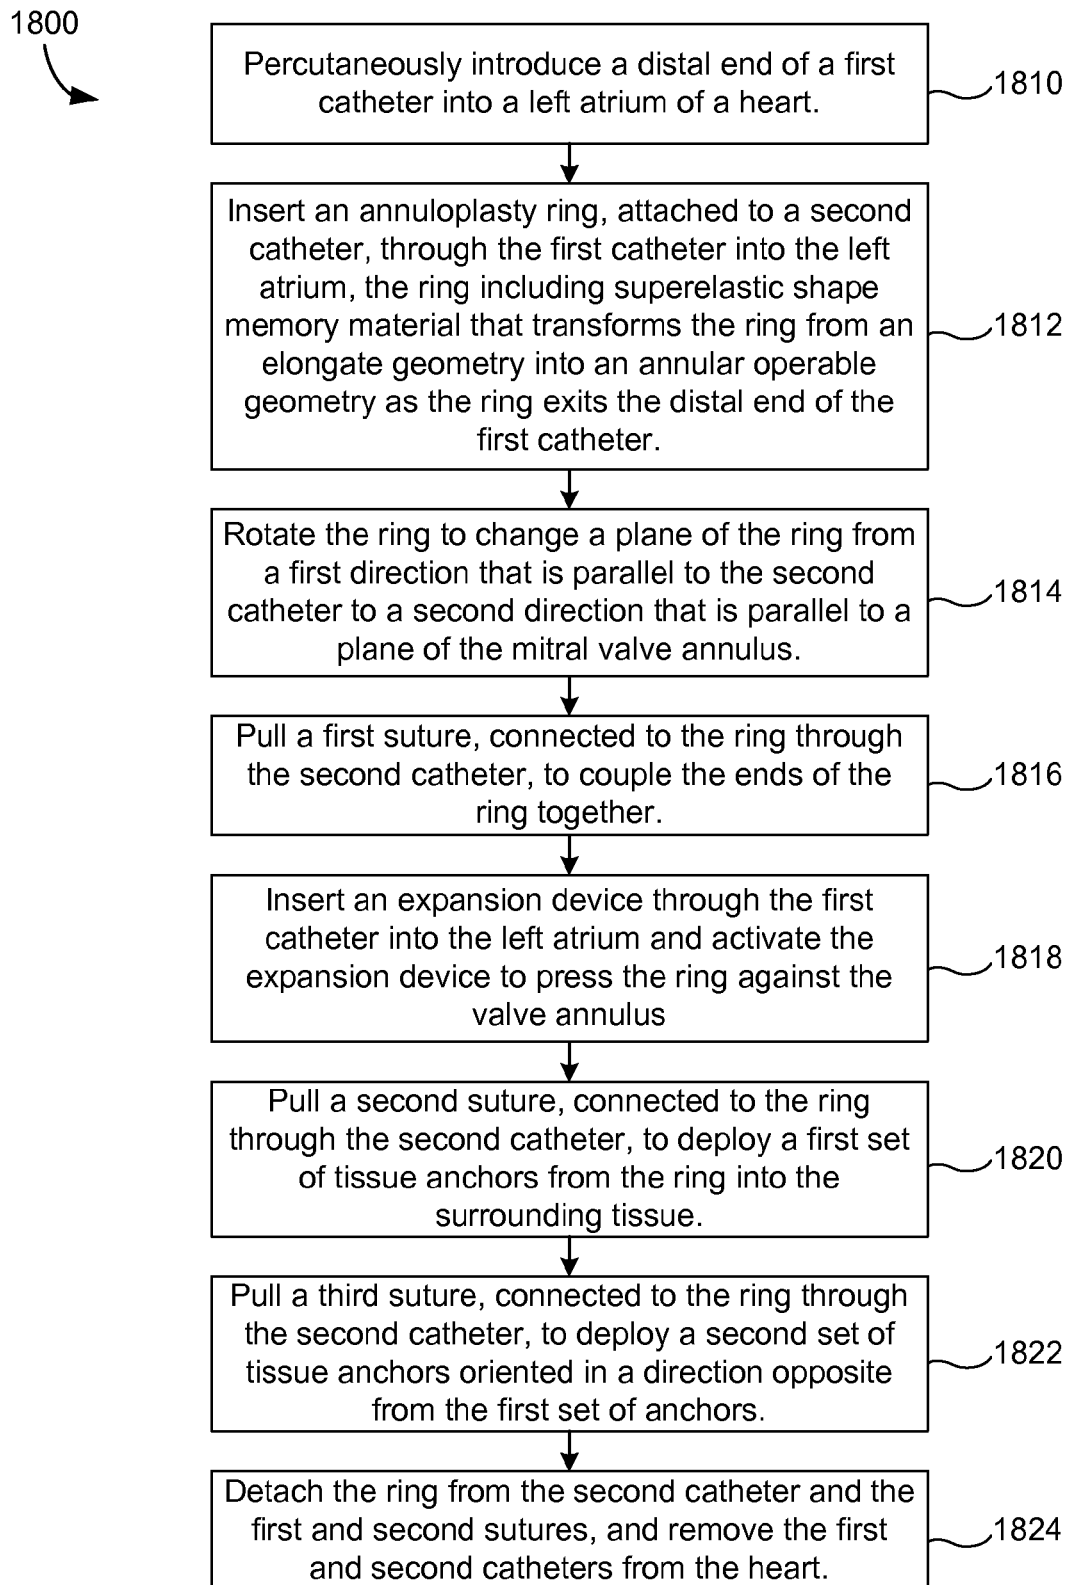 1800
Percutaneously introduce a distal end of a first
catheter into a left atrium of a heart.
1810
Insert an annuloplasty ring, attached to a second
catheter, through the first catheter into the left
atrium, the ring including superelastic shape
memory material that transforms the ring from an
elongate geometry into an annular operable
geometry as the ring exits the distal end of the
first catheter.
1812
Rotate the ring to change a plane of the ring from
a first direction that is parallel to the second
catheter to a second direction that is parallel to a
plane of the mitral valve annulus.
1814
Pull a first suture, connected to the ring through
the second catheter, to couple the ends of the
ring together.
1816
Insert an expansion device through the first
catheter into the left atrium and activate the
expansion device to press the ring against the
valve annulus
1818
Pull a second suture, connected to the ring
through the second catheter, to deploy a first set
of tissue anchors from the ring into the
surrounding tissue.
1820
Pull a third suture, connected to the ring through
the second catheter, to deploy a second set of
tissue anchors oriented in a direction opposite
from the first set of anchors.
1822
Detach the ring from the second catheter and the
first and second sutures, and remove the first
and second catheters from the heart.
1824